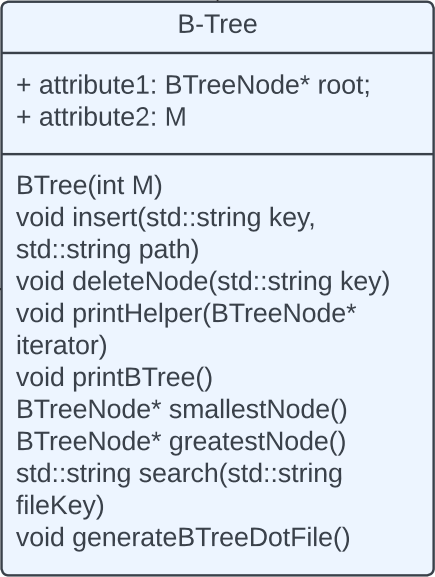 B-Tree
+ attribute1: BTreeNode* root;
+ attribute2: M
BTree(int M)
void insert(std::string key,
std::string path)
void deleteNode(std::string key)
void printHelper(BTreeNode*
iterator)
void printBTree()
BTreeNode* smallestNode()
BTreeNode* greatestNode()
std::string search(std::string
fileKey)
void generateBTreeDotFile()